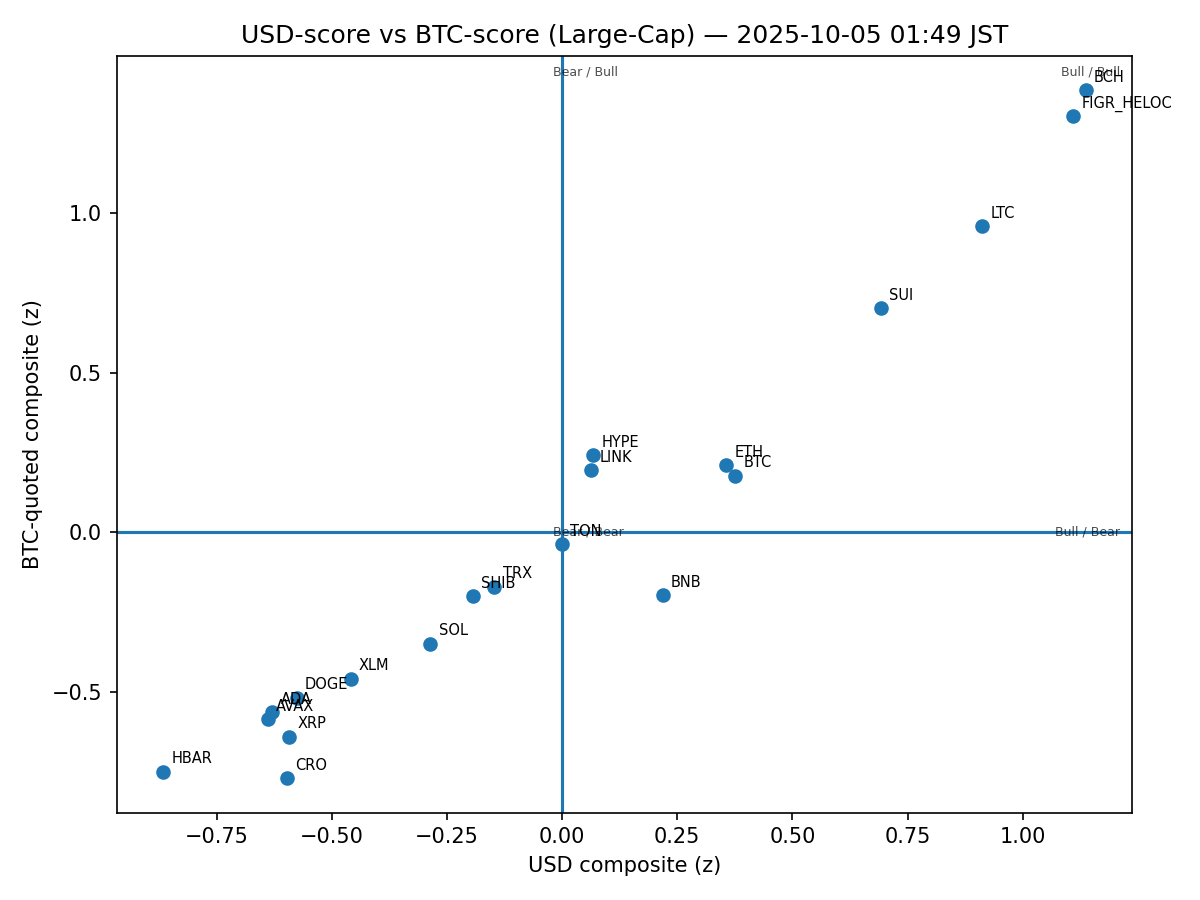 USD-score vs BTC-score (Large-Cap) — 2025-10-05 01:49 JST
Bear / Bull
Bull / Bull
BCH
FIGR_HELOC
LTC
SUI
HYPE
LINK
ETH
BTC
TON
Bear / Bear
Bull / Bear
TRX
SHIB
BNB
SOL
XLM
DOGE
ADA
AVAX
XRP
HBAR
CRO
1.0
0.5
0.0
−0.5
BTC-quoted composite (z)
−0.75
−0.50
−0.25
0.00
0.25
0.50
0.75
1.00
USD composite (z)